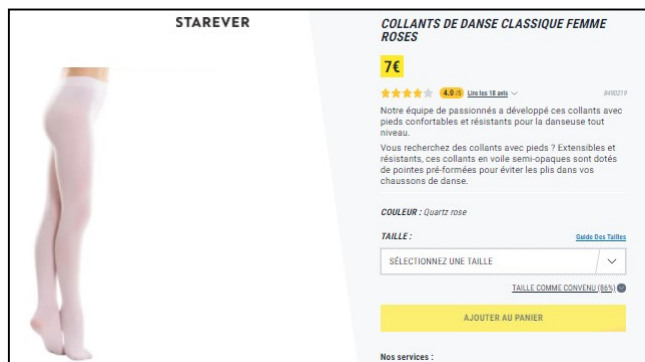 STAREVER
COLLANTS DE DANSE CLASSIQUE FEMME
ROSES
7€
4.0 /5 Lire les 18 avis
8490219
Notre équipe de passionnés a développé ces collants avec
pieds confortables et résistants pour la danseuse tout
niveau.
Vous recherchez des collants avec pieds ? Extensibles et
résistants, ces collants en voile semi-opaques sont dotés
de pointes pré-formées pour éviter les plis dans vos
chaussons de danse.
COULEUR : Quartz rose
TAILLE :
Guide Des Tailles
SÉLECTIONNEZ UNE TAILLE
TAILLE COMME CONVENU (86%)
AJOUTER AU PANIER
Nos services :